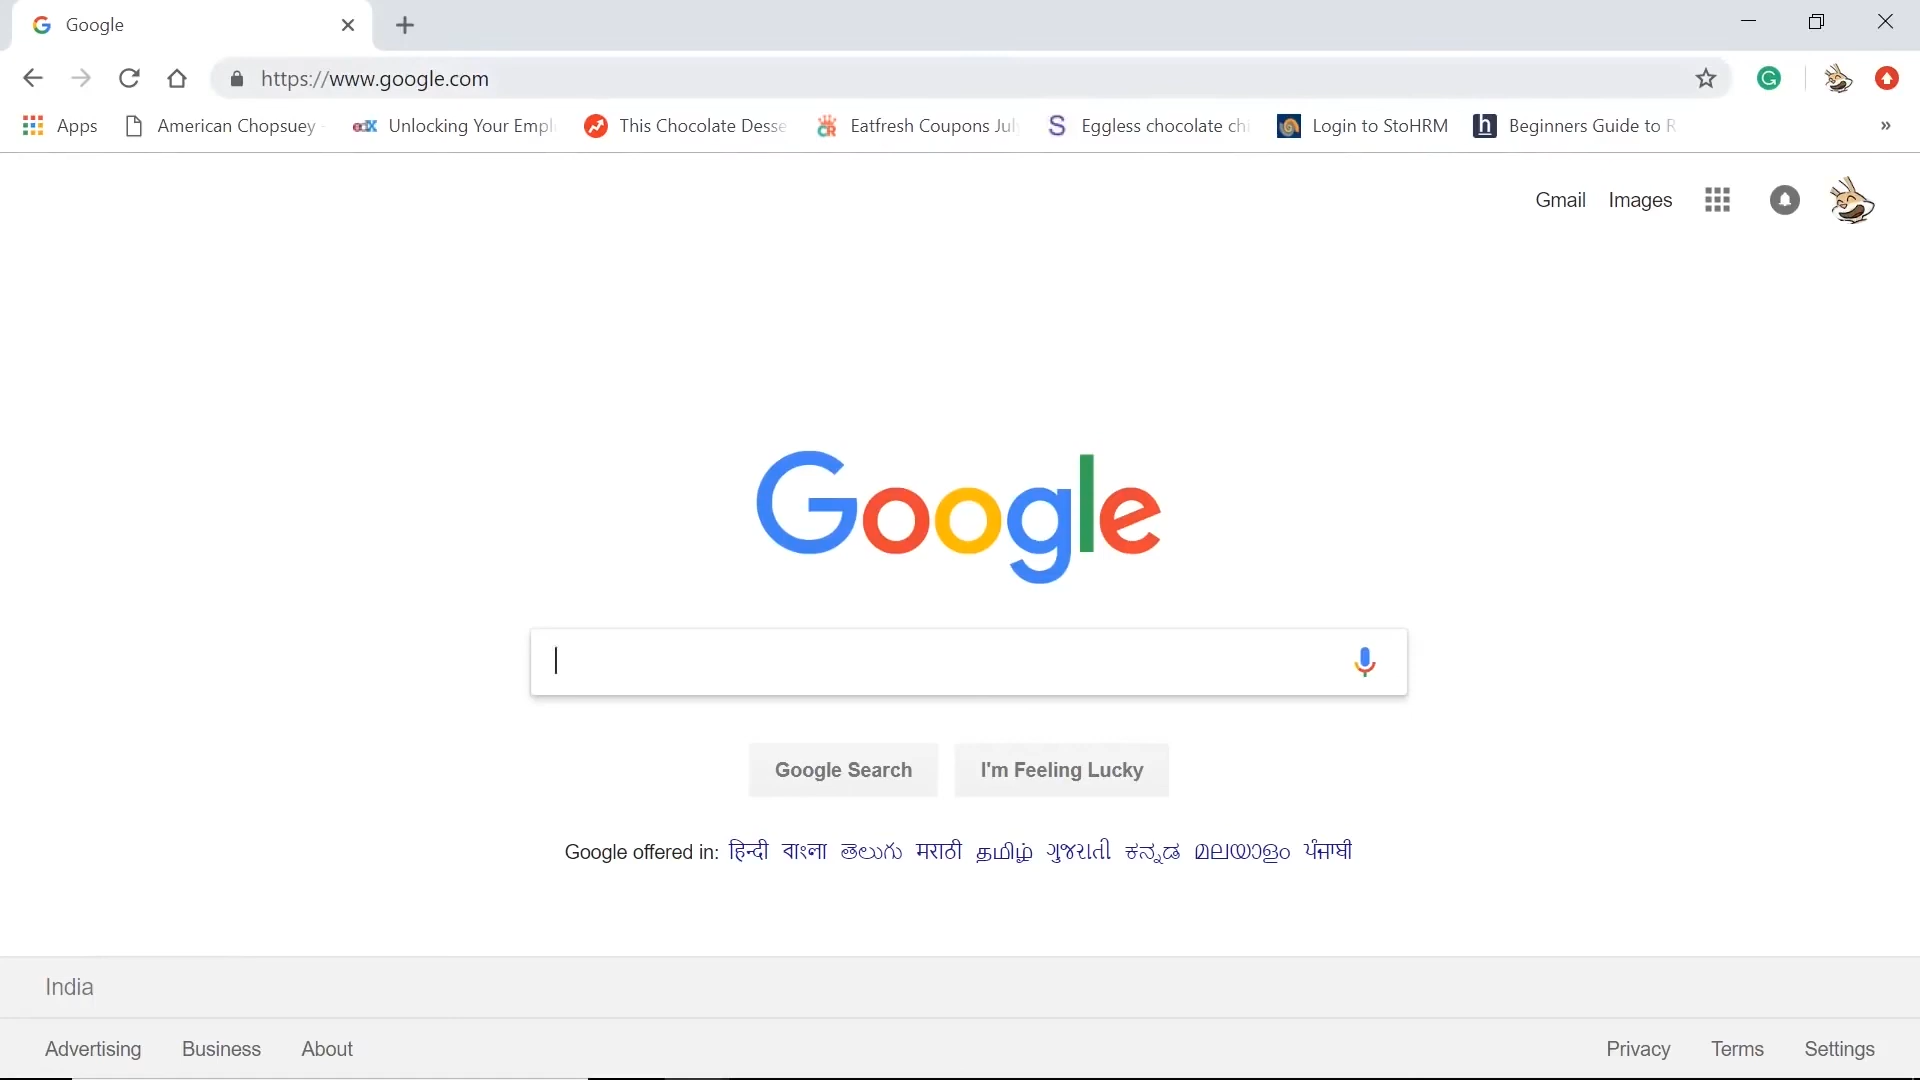 Google
https://www.google.com
Apps American Chopsuey Unlocking Your Empl This Chocolate Desse Eatfresh Coupons Jul Eggless chocolate chi Login to StoHRM Beginners Guide to R »
Gmail Images
Google
Google Search I'm Feeling Lucky
Google offered in: हिन्दी বাংলা తెలుగు मराठी தமிழ் ગુજરાતી ಕನ್ನಡ മലയാളം ਪੰਜਾਬੀ
India
Advertising Business About Privacy Terms Settings